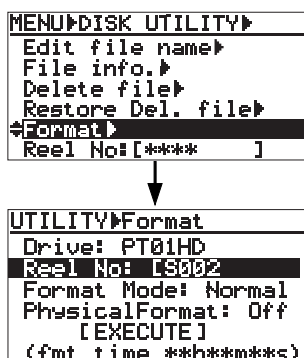 MENU▶DISK UTILITY▶
Edit file name▶
File info.▶
Delete file▶
Restore Del. file▶
Format▶
Reel No:[**** ]
UTILITY▶Format
Drive: PT01HD
Reel No: [S002
Format Mode: Normal
PhysicalFormat: Off
[EXECUTE]
(fmt time **h**m**s)